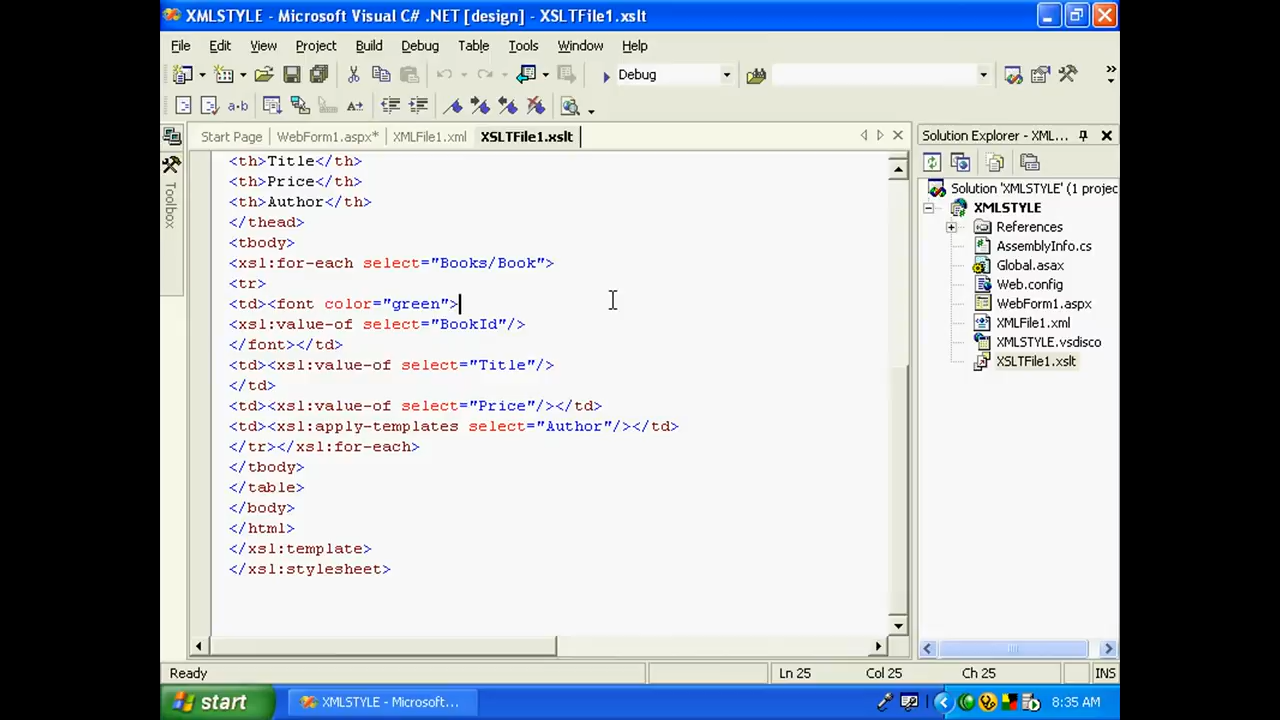 XMLSTYLE - Microsoft Visual C# .NET [design] - XSLTFile1.xslt
File Edit View Project Build Debug Table Tools Window Help
Debug
a·b
Start Page WebForm1.aspx* XMLFile1.xml XSLTFile1.xslt
Toolbox
<th>Title</th>
<th>Price</th>
<th>Author</th>
</thead>
<tbody>
<xsl:for-each select="Books/Book">
<tr>
<td><font color="green">
<xsl:value-of select="BookId"/>
</font></td>
<td><xsl:value-of select="Title"/>
</td>
<td><xsl:value-of select="Price"/></td>
<td><xsl:apply-templates select="Author"/></td>
</tr></xsl:for-each>
</tbody>
</table>
</body>
</html>
</xsl:template>
</xsl:stylesheet>
Solution Explorer - XML...
Solution 'XMLSTYLE' (1 projec
XMLSTYLE
References
AssemblyInfo.cs
Global.asax
Web.config
WebForm1.aspx
XMLFile1.xml
XMLSTYLE.vsdisco
XSLTFile1.xslt
Ready Ln 25 Col 25 Ch 25 INS
start XMLSTYLE - Microsoft... 8:35 AM